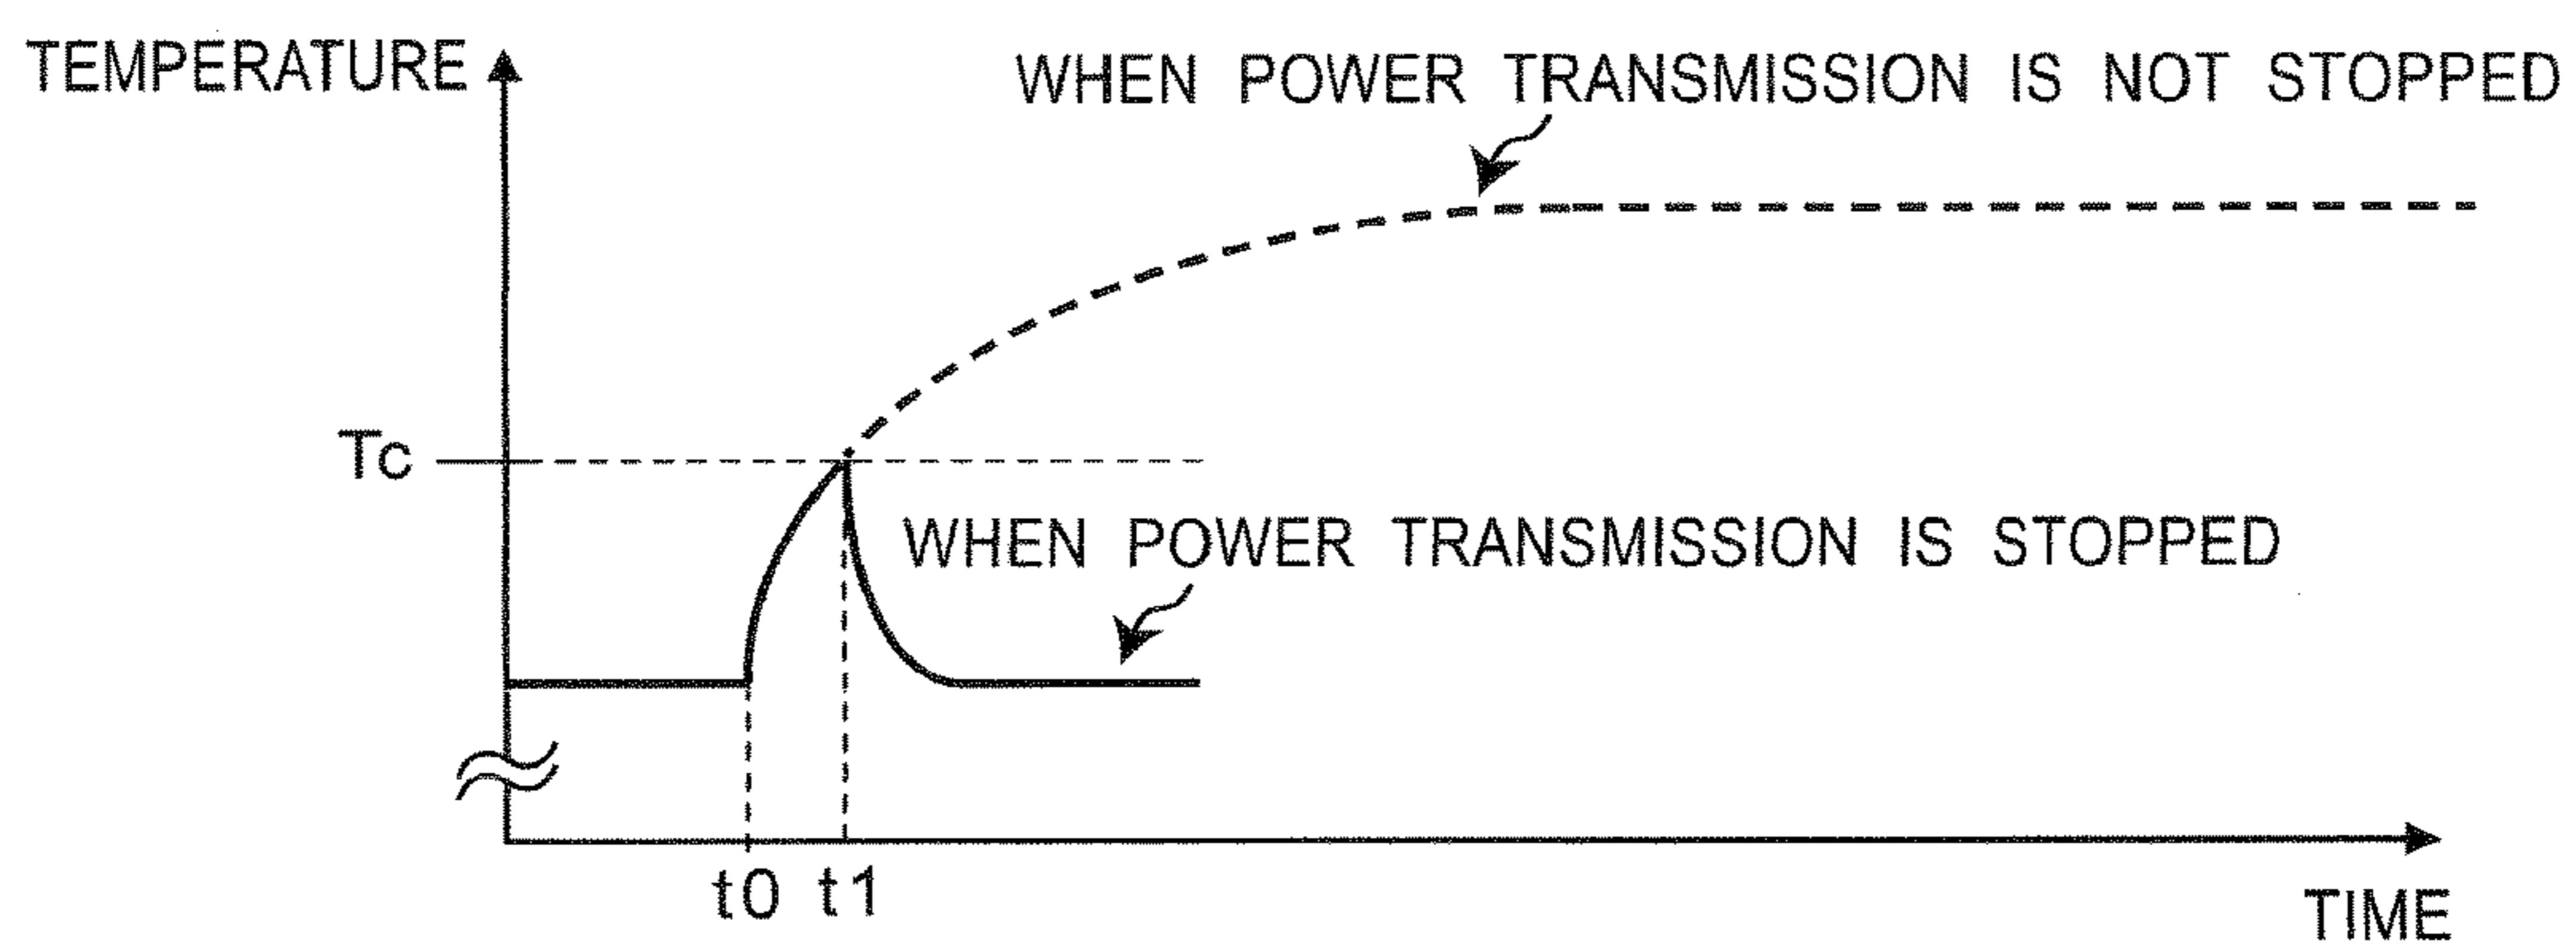 TEMPERATURE
WHEN POWER TRANSMISSION IS NOT STOPPED
Tc
WHEN POWER TRANSMISSION IS STOPPED
t0 t1
TIME